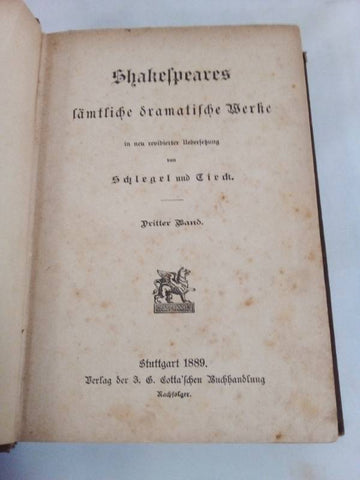 Shakeſpeares
ſämtliche dramatiſche Werke
in neu revidierter Ueberſetzung
von
Schlegel und Tieck.
Dritter Band.
Stuttgart 1889.
Verlag der J. G. Cotta'ſchen Buchhandlung
Nachfolger.